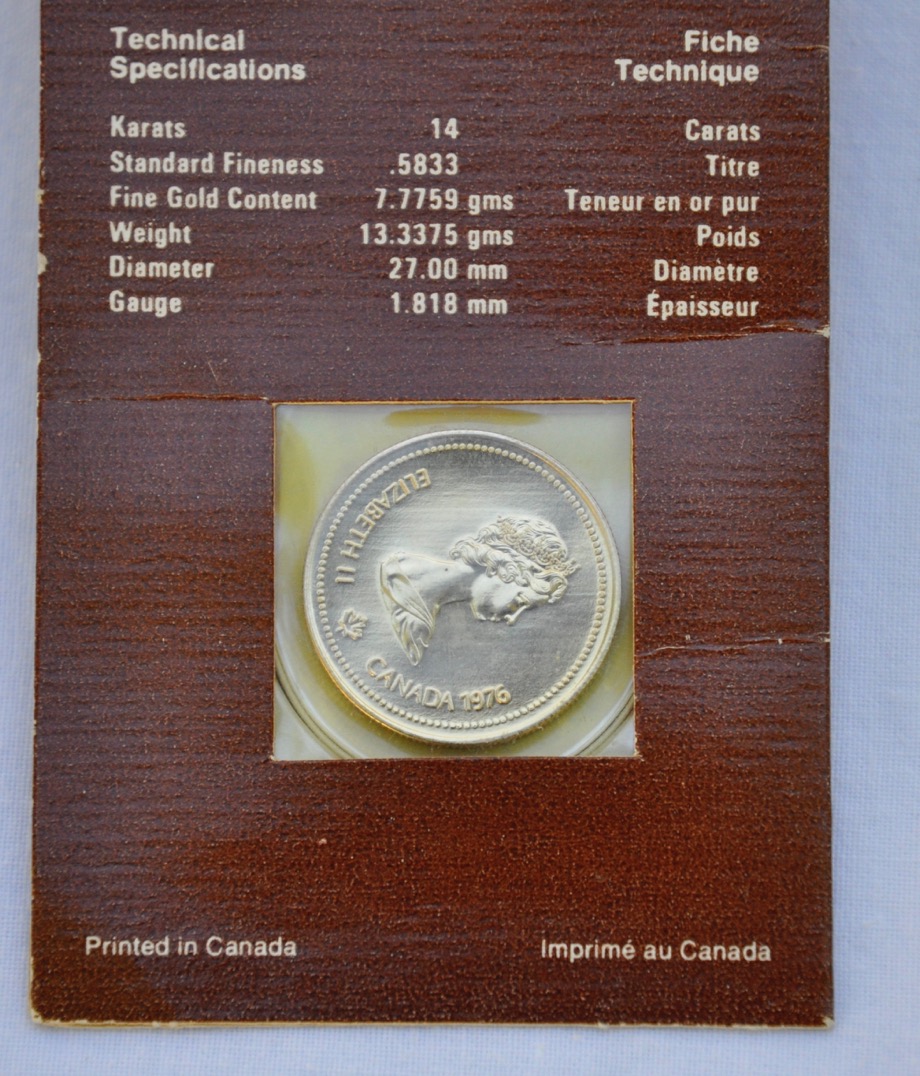 Technical
Specifications
Fiche
Technique
Karats 14 Carats
Standard Fineness .5833 Titre
Fine Gold Content 7.7759 gms Teneur en or pur
Weight 13.3375 gms Poids
Diameter 27.00 mm Diamètre
Gauge 1.818 mm Épaisseur
ELIZABETH II
CANADA 1976
Printed in Canada Imprimé au Canada